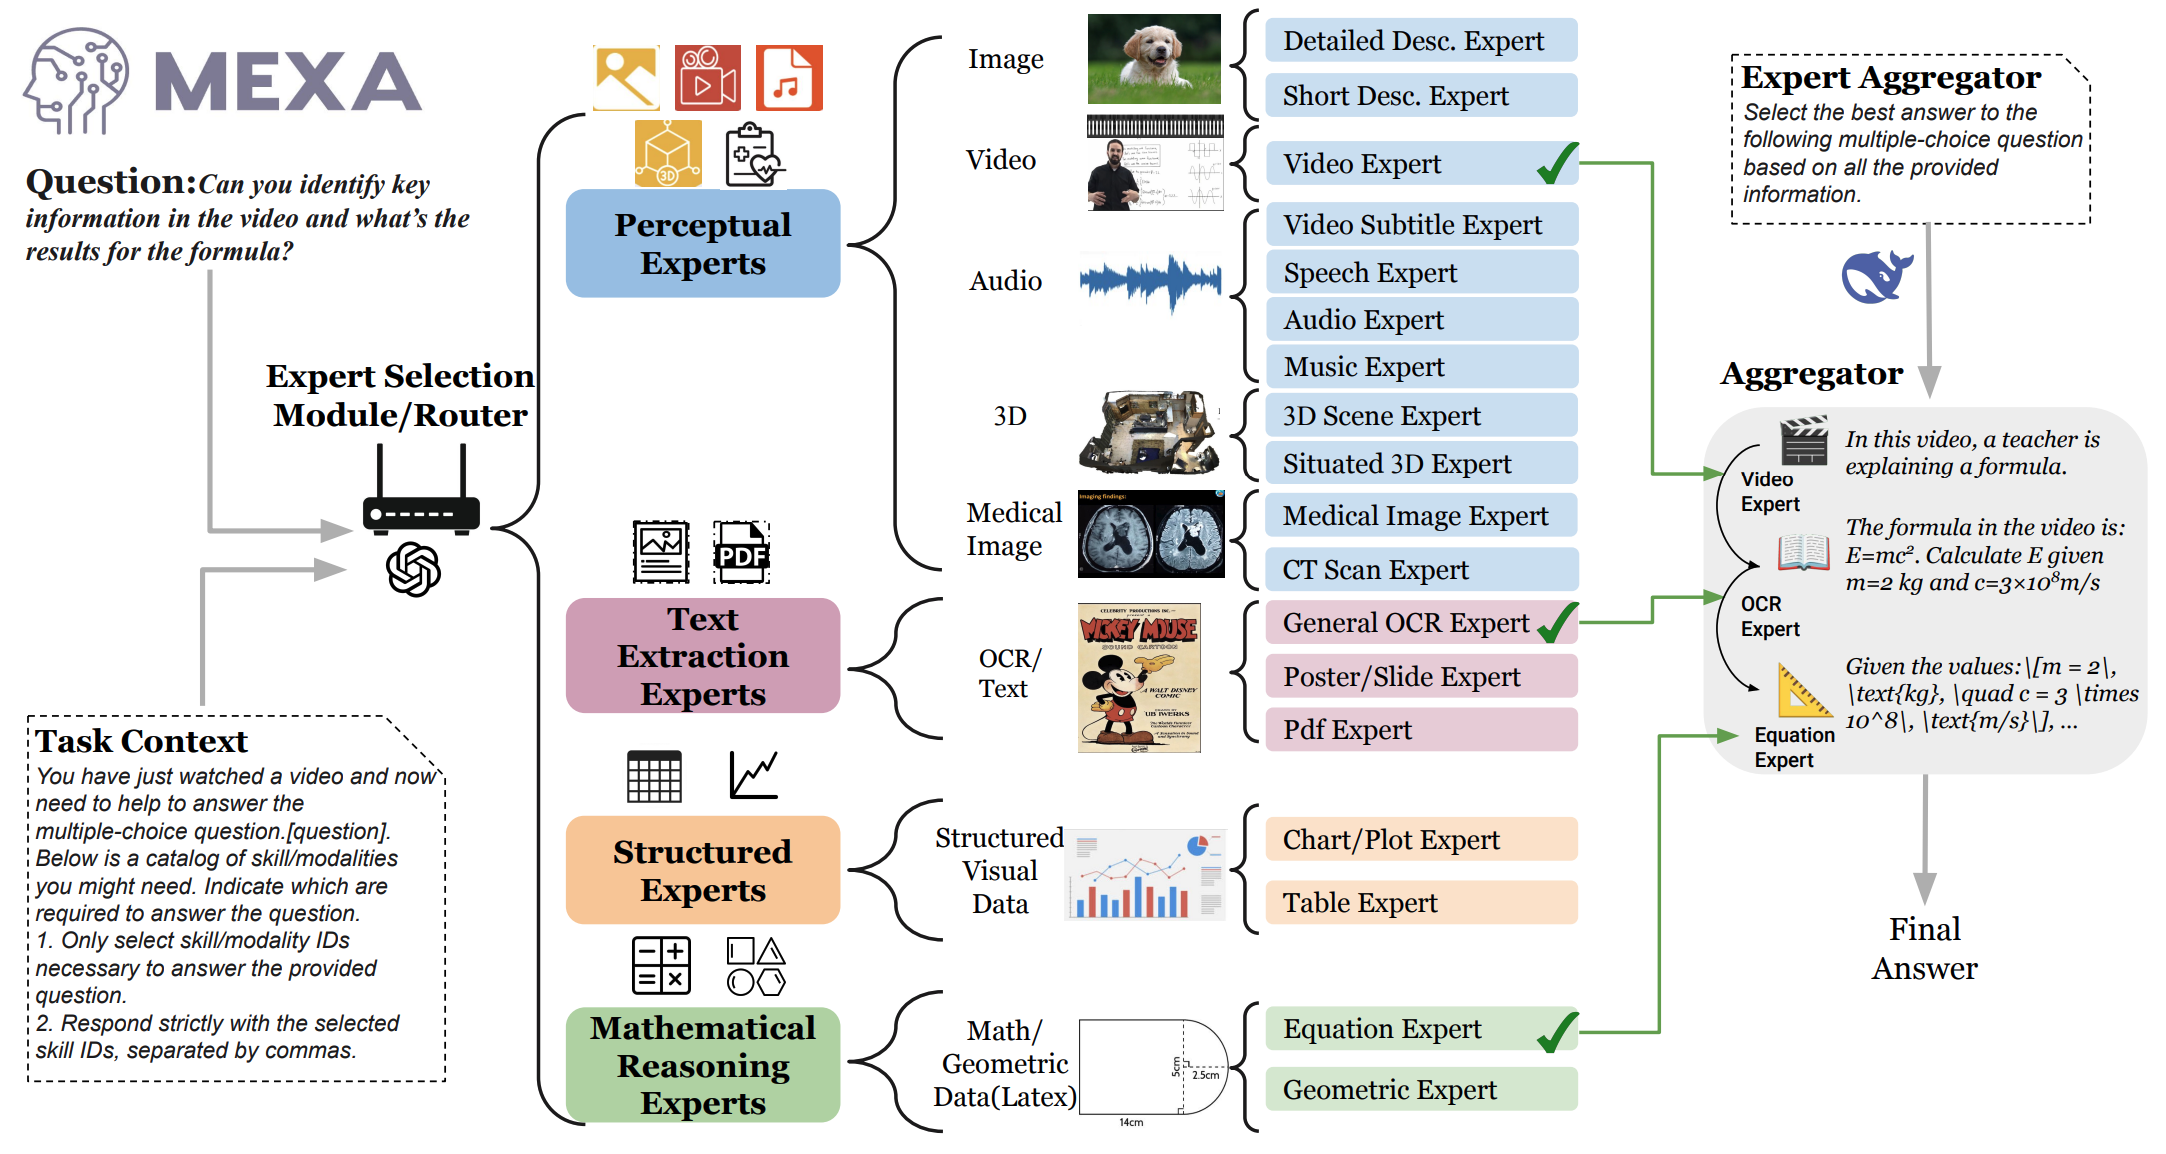 MEXA
Question:Can you identify key
information in the video and what's the
results for the formula?
Expert Selection
Module/Router
Task Context
You have just watched a video and now
need to help to answer the
multiple-choice question.[question].
Below is a catalog of skill/modalities
you might need. Indicate which are
required to answer the question.
1. Only select skill/modality IDs
necessary to answer the provided
question.
2. Respond strictly with the selected
skill IDs, separated by commas.
3D
Perceptual
Experts
PDF
Text
Extraction
Experts
Structured
Experts
Mathematical
Reasoning
Experts
Image
Detailed Desc. Expert
Short Desc. Expert
Video
Video Expert
Audio
Video Subtitle Expert
Speech Expert
Audio Expert
Music Expert
3D
3D Scene Expert
Situated 3D Expert
Medical
Image
Imaging findings:
Medical Image Expert
CT Scan Expert
OCR/
Text
CELEBRITY PRODUCTIONS INC.
MICKEY MOUSE
SOUND CARTOON
A WALT DISNEY
COMIC
UB IWERKS
General OCR Expert
Poster/Slide Expert
Pdf Expert
Structured
Visual
Data
Chart/Plot Expert
Table Expert
Math/
Geometric
Data(Latex)
5cm
2.5cm
14cm
Equation Expert
Geometric Expert
Expert Aggregator
Select the best answer to the
following multiple-choice question
based on all the provided
information.
Aggregator
Video
Expert
In this video, a teacher is
explaining a formula.
OCR
Expert
The formula in the video is:
E=mc². Calculate E given
m=2 kg and c=3×10⁸m/s
Equation
Expert
Given the values:\[m = 2\,
\text{kg}, \quad c = 3 \times
10^8\, \text{m/s}\], ...
Final
Answer